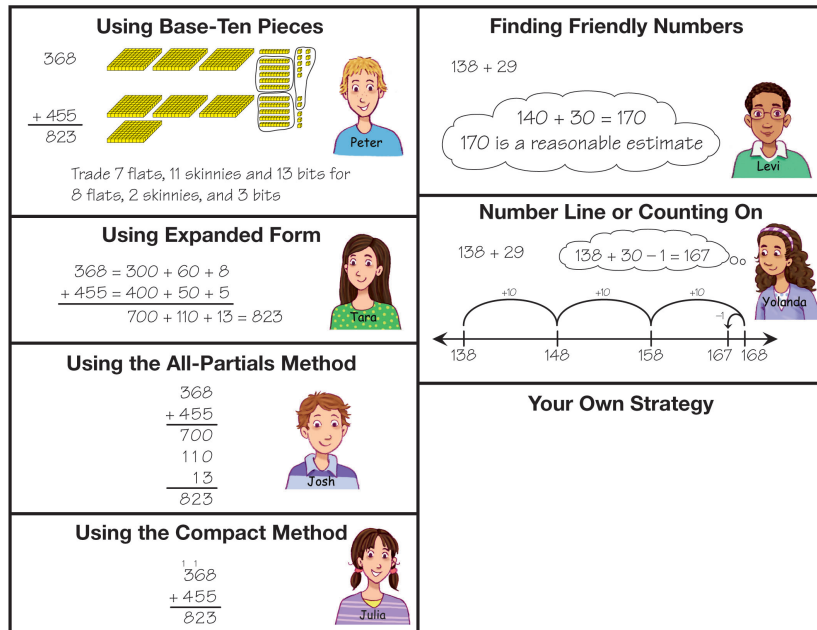 Using Base-Ten Pieces
368
+ 455
823
Peter
Trade 7 flats, 11 skinnies and 13 bits for
8 flats, 2 skinnies, and 3 bits
Using Expanded Form
368 = 300 + 60 + 8
+ 455 = 400 + 50 + 5
700 + 110 + 13 = 823
Tara
Using the All-Partials Method
368
+ 455
700
110
13
823
Josh
Using the Compact Method
1 1
368
+ 455
823
Julia
Finding Friendly Numbers
138 + 29
140 + 30 = 170
170 is a reasonable estimate
Levi
Number Line or Counting On
138 + 29
138 + 30 – 1 = 167
Yolanda
+10 +10 +10
–1
138 148 158 167 168
Your Own Strategy